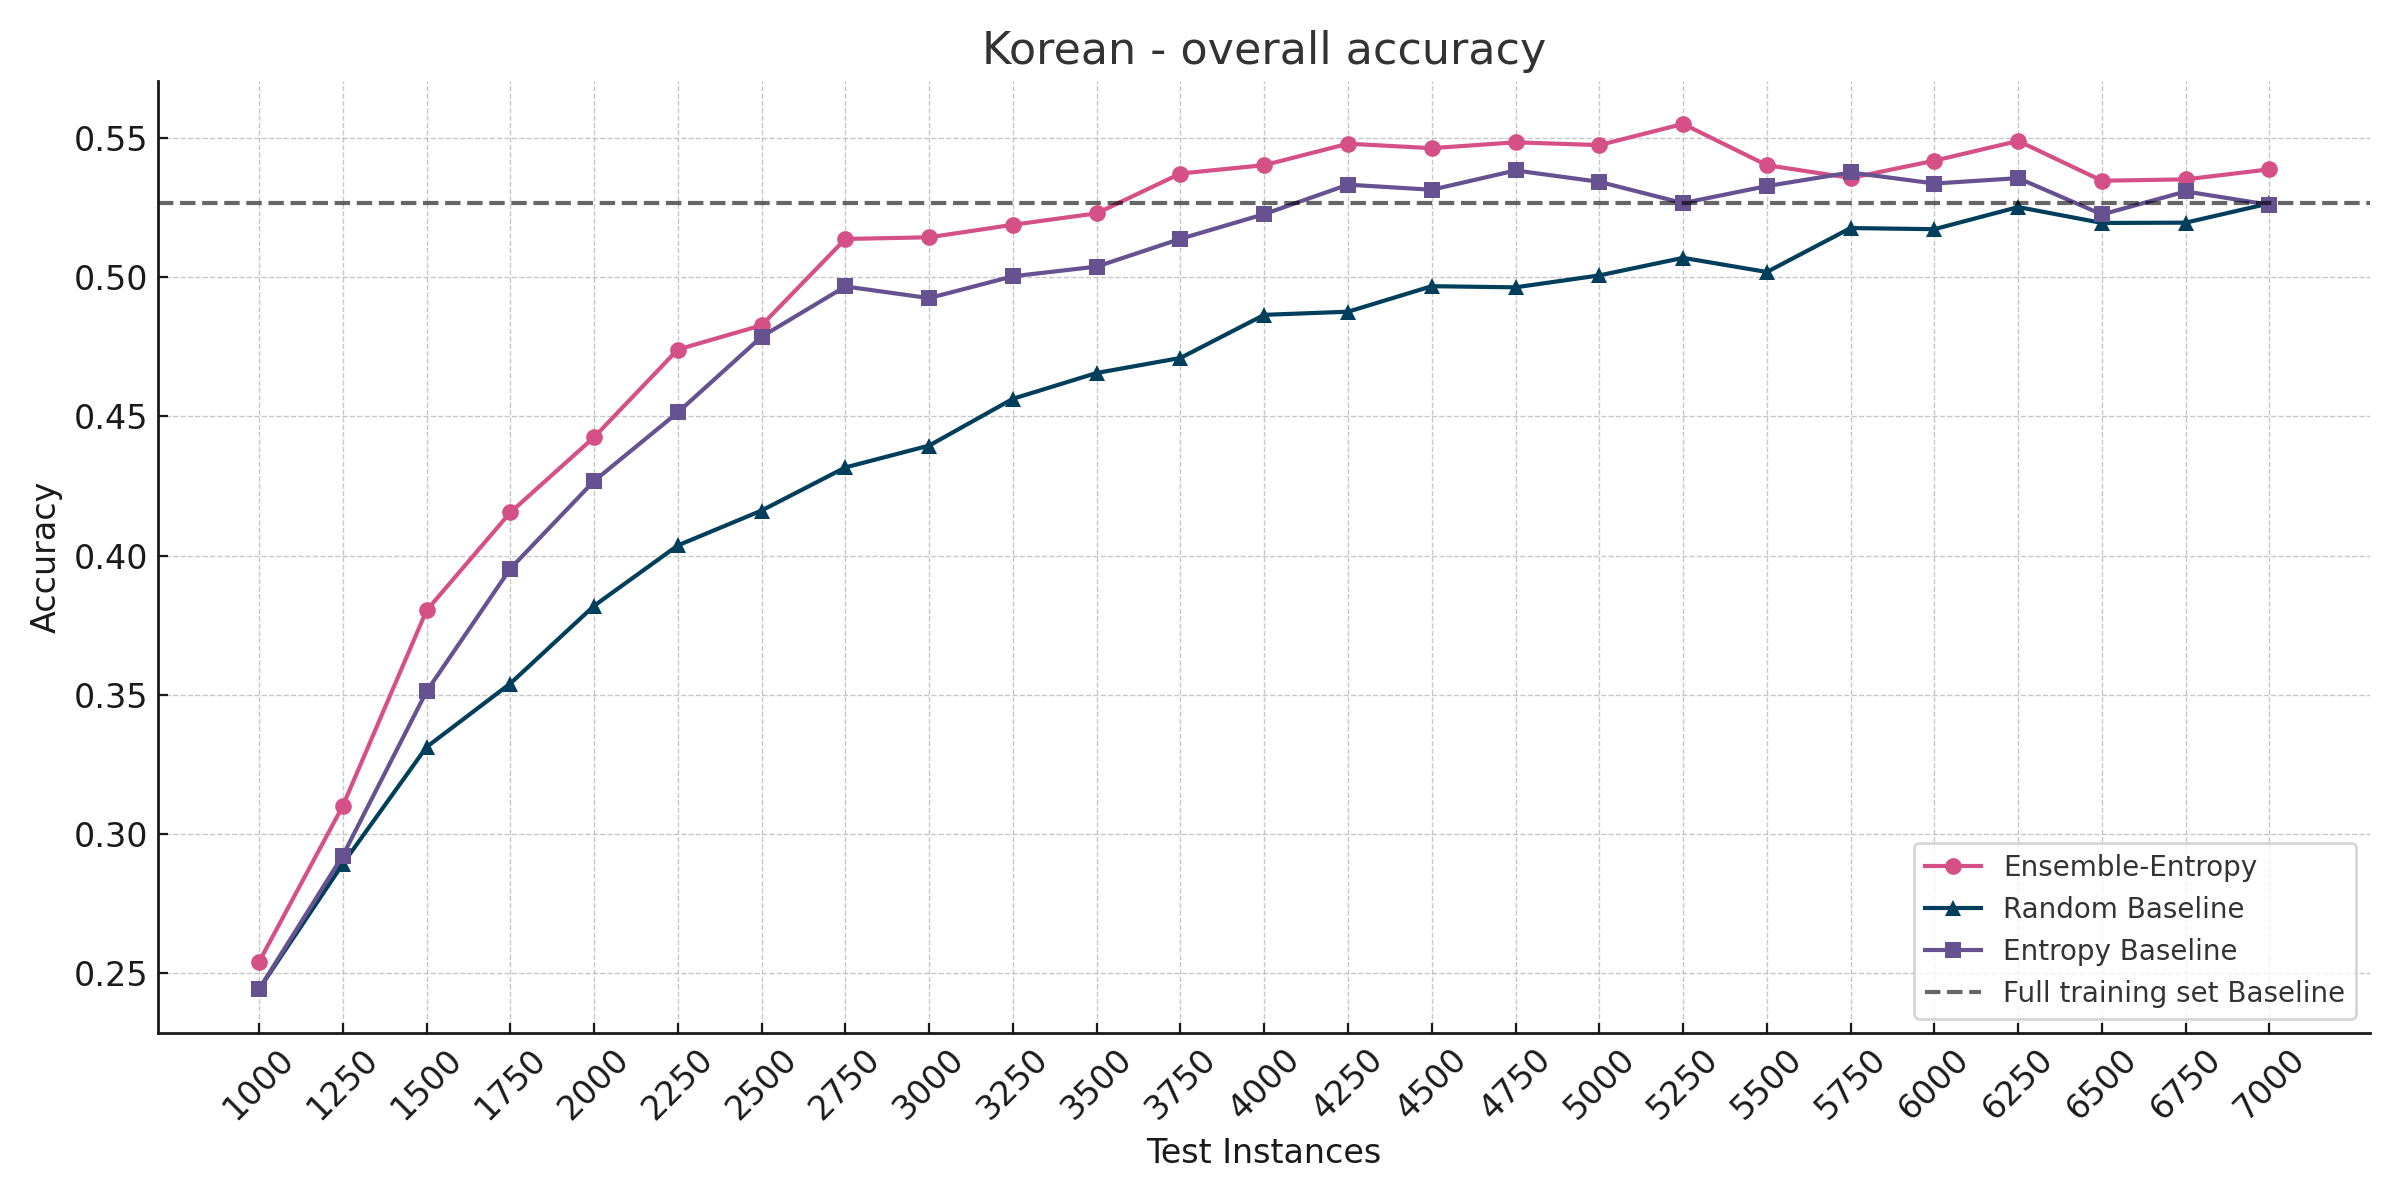 Korean - overall accuracy
Accuracy
0.55
0.50
0.45
0.40
0.35
0.30
0.25
Ensemble-Entropy
Random Baseline
Entropy Baseline
Full training set Baseline
1000 1250 1500 1750 2000 2250 2500 2750 3000 3250 3500 3750 4000 4250 4500 4750 5000 5250 5500 5750 6000 6250 6500 6750 7000
Test Instances